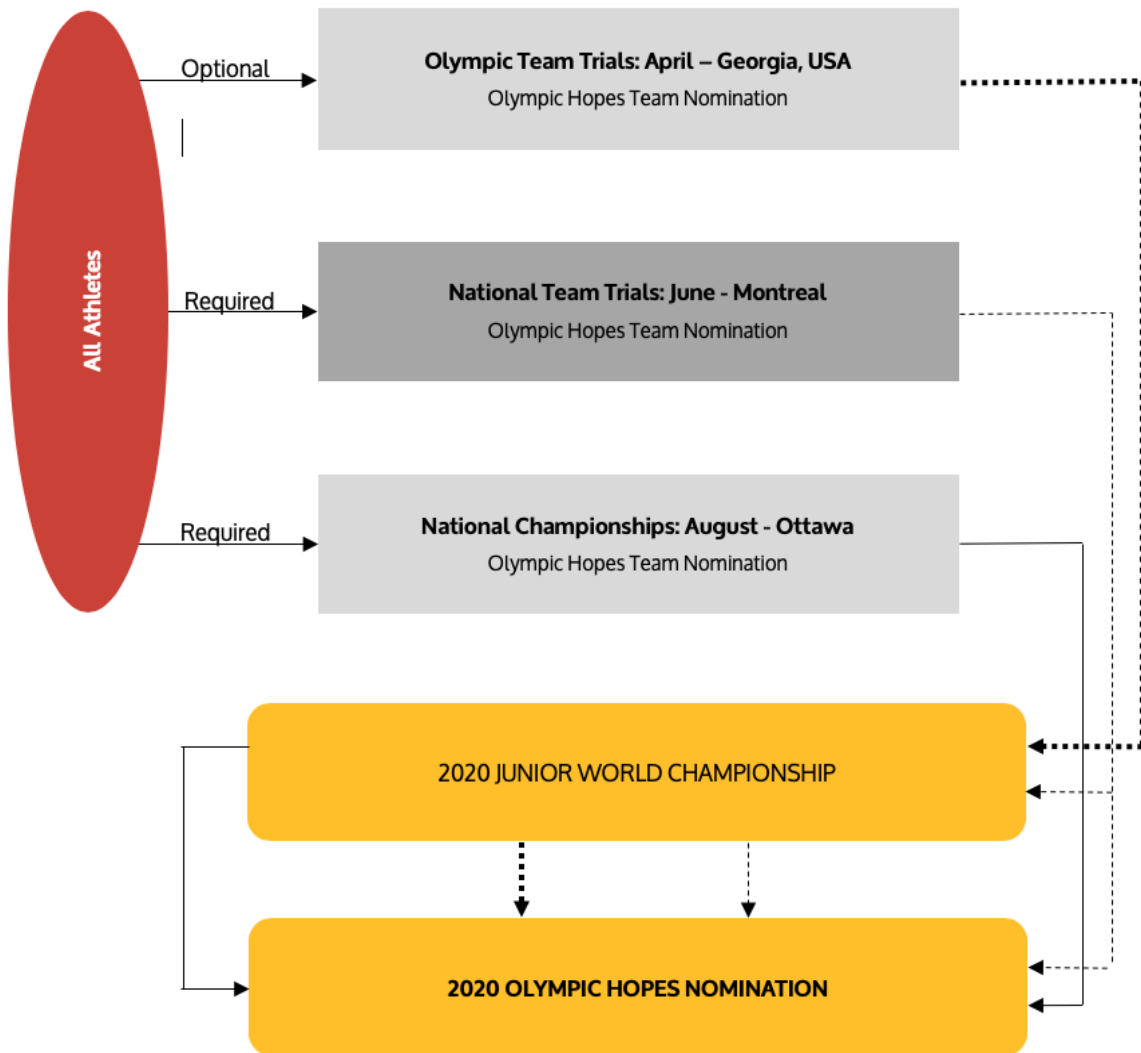 All Athletes
Optional
Olympic Team Trials: April – Georgia, USA
Olympic Hopes Team Nomination
Required
National Team Trials: June - Montreal
Olympic Hopes Team Nomination
Required
National Championships: August - Ottawa
Olympic Hopes Team Nomination
2020 JUNIOR WORLD CHAMPIONSHIP
2020 OLYMPIC HOPES NOMINATION